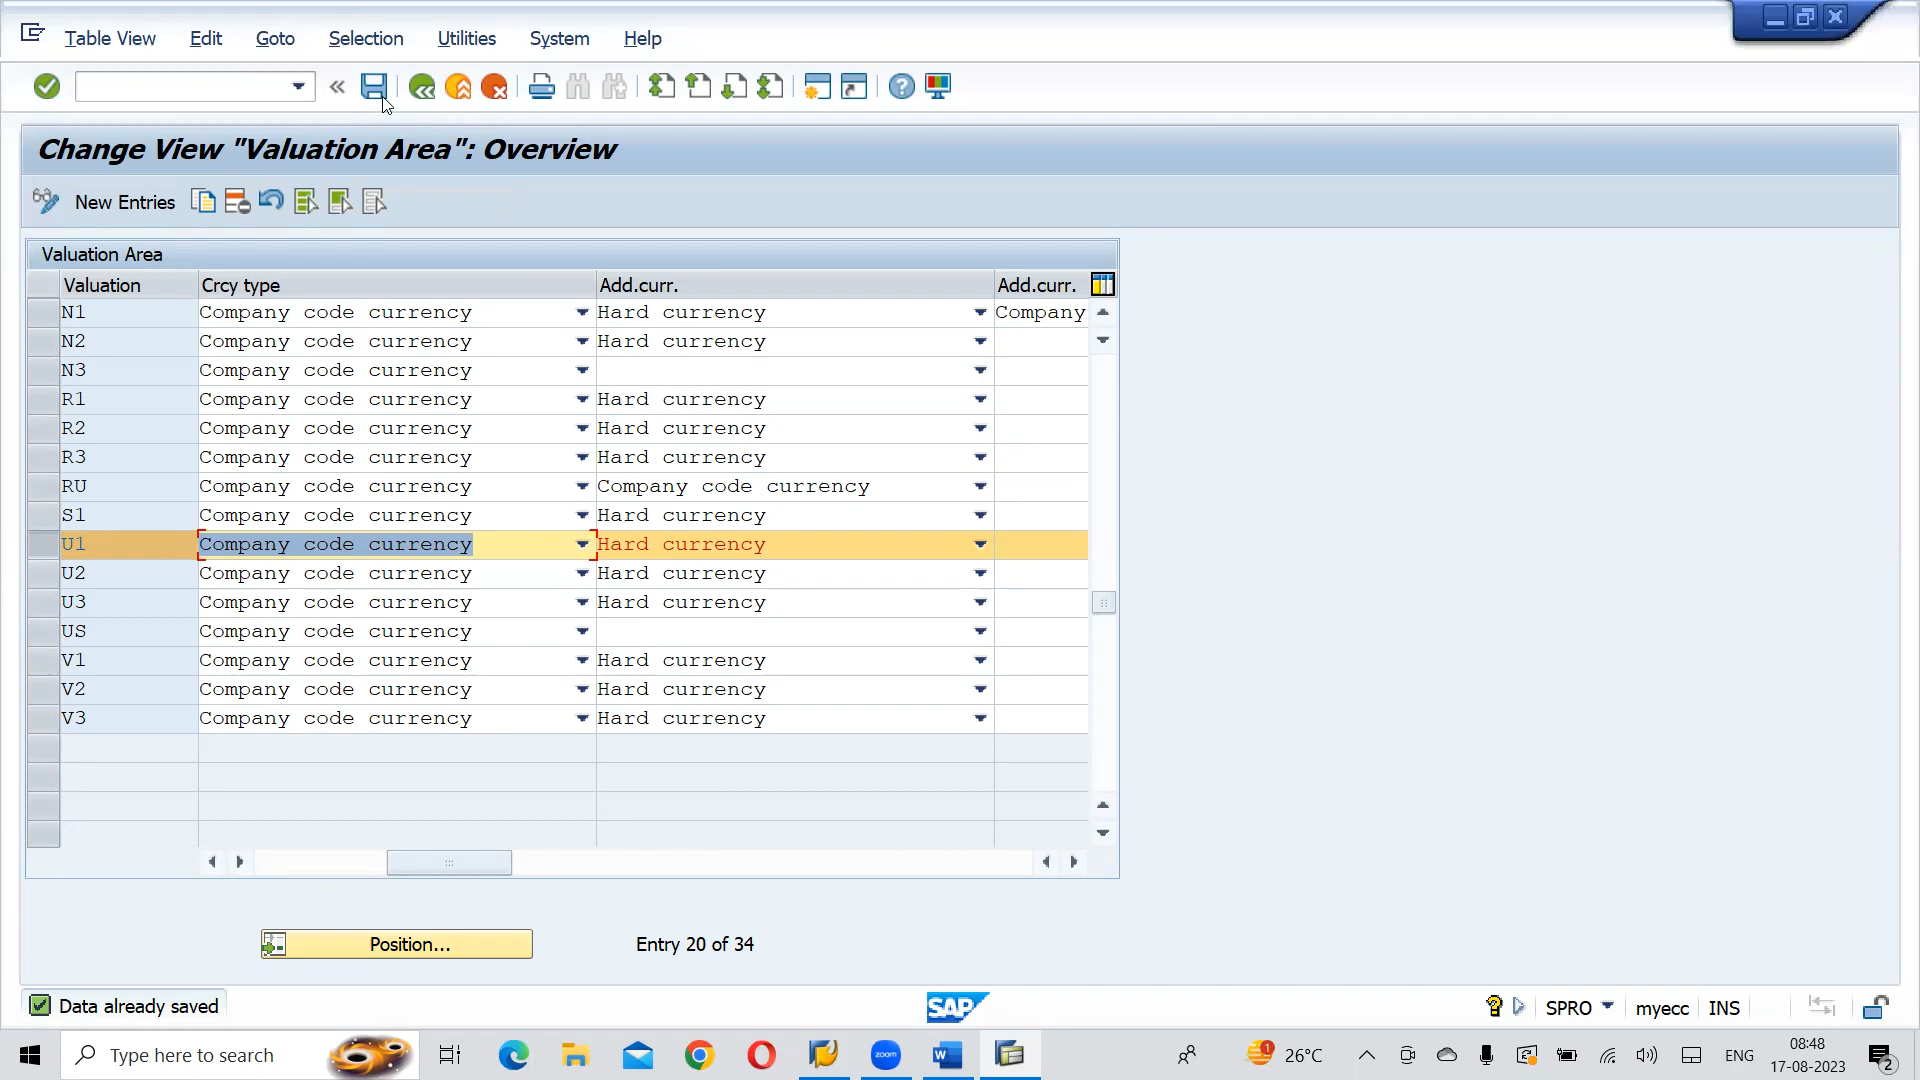 Table View Edit Goto Selection Utilities System Help
Change View "Valuation Area": Overview
New Entries
Valuation Area
Valuation Crcy type Add.curr. Add.curr.
N1 Company code currency Hard currency Company
N2 Company code currency Hard currency
N3 Company code currency
R1 Company code currency Hard currency
R2 Company code currency Hard currency
R3 Company code currency Hard currency
RU Company code currency Company code currency
S1 Company code currency Hard currency
U1 Company code currency Hard currency
U2 Company code currency Hard currency
U3 Company code currency Hard currency
US Company code currency
V1 Company code currency Hard currency
V2 Company code currency Hard currency
V3 Company code currency Hard currency
Position... Entry 20 of 34
Data already saved SAP SPRO myecc INS
Type here to search zoom W 1 26°C ENG 08:48
17-08-2023 2